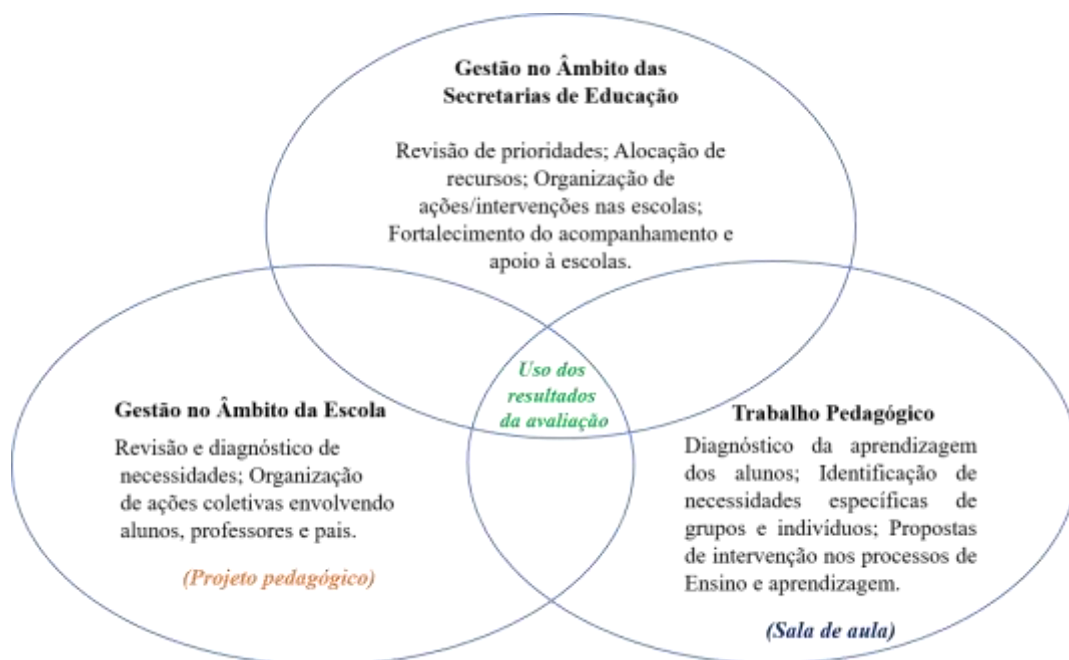 Gestão no Âmbito das
Secretarias de Educação
Revisão de prioridades; Alocação de
recursos; Organização de
ações/intervenções nas escolas;
Fortalecimento do acompanhamento e
apoio à escolas.
Uso dos
resultados
da avaliação
Gestão no Âmbito da Escola
Revisão e diagnóstico de
necessidades; Organização
de ações coletivas envolvendo
alunos, professores e pais.
(Projeto pedagógico)
Trabalho Pedagógico
Diagnóstico da aprendizagem
dos alunos; Identificação de
necessidades específicas de
grupos e indivíduos; Propostas
de intervenção nos processos de
Ensino e aprendizagem.
(Sala de aula)